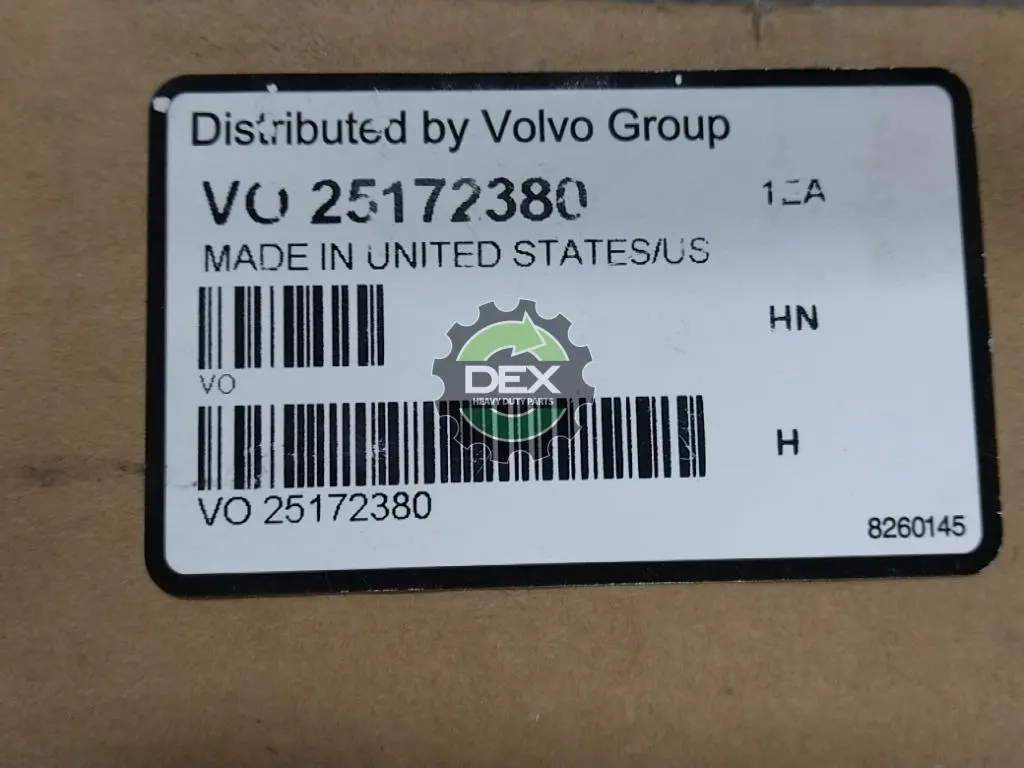 Distributed by Volvo Group
VO 25172380
1EA
MADE IN UNITED STATES/US
HN
VO
DEX
HEAVY DUTY PARTS
H
VO 25172380
8260145